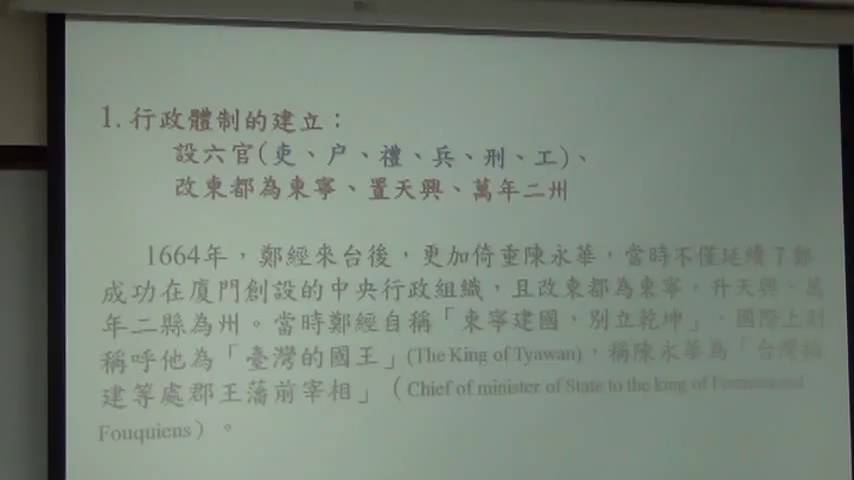 1. 行政體制的建立：
設六官(吏、户、禮、兵、刑、工)、
改東都為東寧、置天興、萬年二州
1664年，鄭經來台後，更加倚重陳永華，當時不僅延續了鄭
成功在廈門創設的中央行政組織，且改東都為東寧，升天興、萬
年二縣為州。當時鄭經自稱「東寧建國，別立乾坤」，國際上則
稱呼他為「臺灣的國王」(The King of Tyawan)，稱陳永華為「台灣福
建等處郡王藩前宰相」（Chief of minister of State to the king of
Fouquiens）。